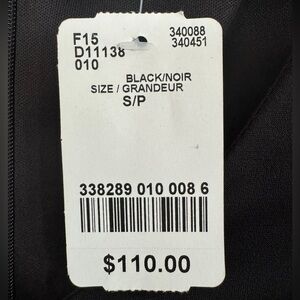 F15 340088
D11138 340451
010
BLACK/NOIR
SIZE / GRANDEUR
S/P
338289 010 008 6
$110.00